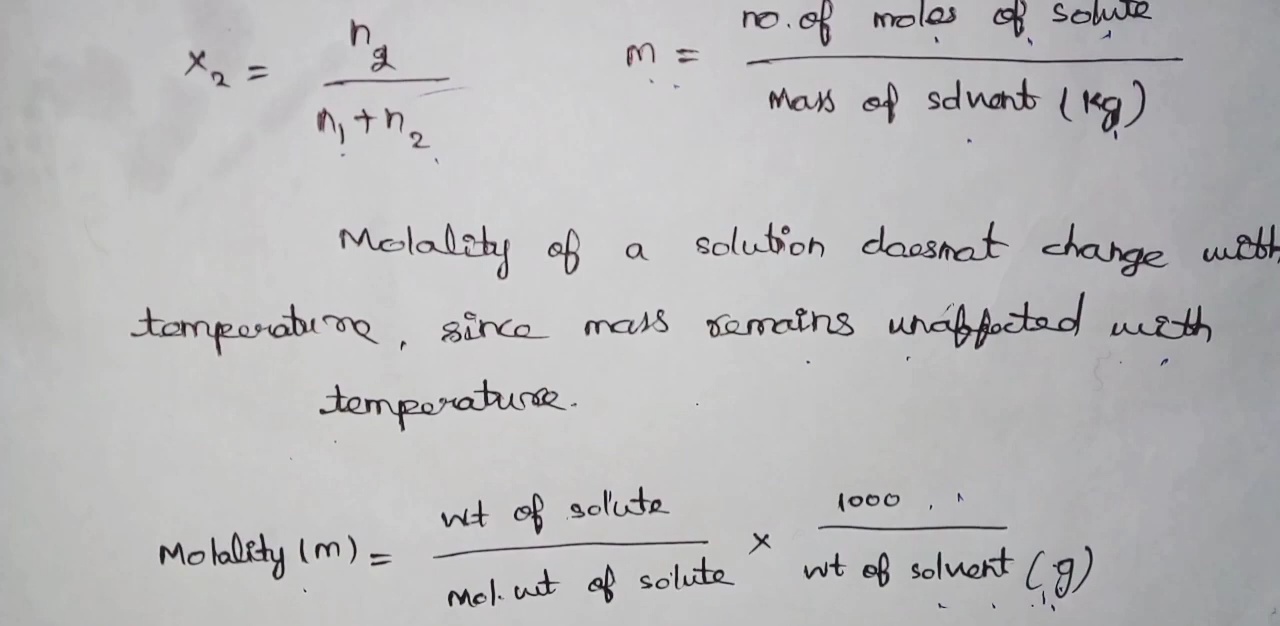 x₂ = n₂ / n₁ + n₂
m = no. of moles of solute / Mass of solvent (Kg)
Molality of a solution doesnot change with
temperature, since mass remains unaffected with
temperature.
Molality (m) = wt of solute / Mol. wt of solute × 1000 / wt of solvent (g)